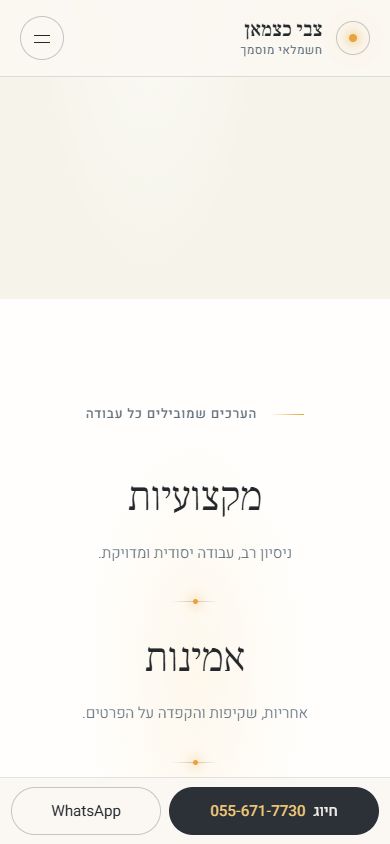 צבי כצמאן
חשמלאי מוסמך
הערכים שמובילים כל עבודה
מקצועיות
ניסיון רב, עבודה יסודית ומדויקת.
אמינות
אחריות, שקיפות והקפדה על הפרטים.
חיוג 055-671-7730
WhatsApp